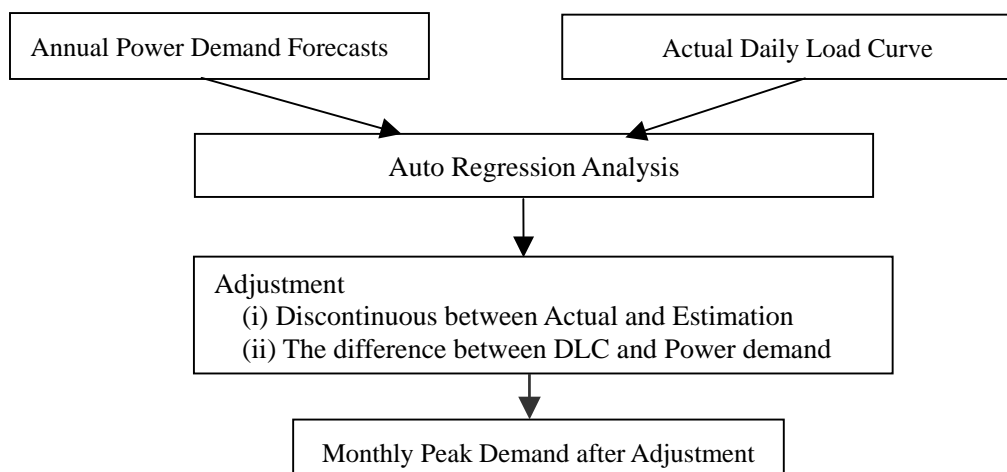 Annual Power Demand Forecasts
Actual Daily Load Curve
Auto Regression Analysis
Adjustment
(i) Discontinuous between Actual and Estimation
(ii) The difference between DLC and Power demand
Monthly Peak Demand after Adjustment